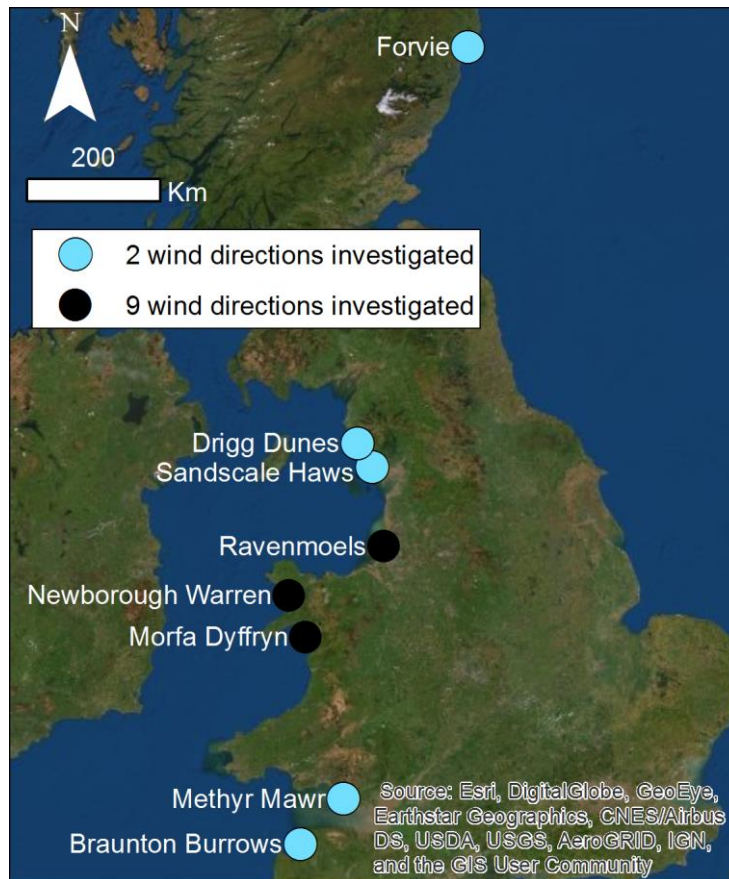 N
Forvie
200
Km
2 wind directions investigated
9 wind directions investigated
Drigg Dunes
Sandscale Haws
Ravenmoels
Newborough Warren
Morfa Dyffryn
Methyr Mawr
Braunton Burrows
Source: Esri, DigitalGlobe, GeoEye,
Earthstar Geographics, CNES/Airbus
DS, USDA, USGS, AeroGRID, IGN,
and the GIS User Community